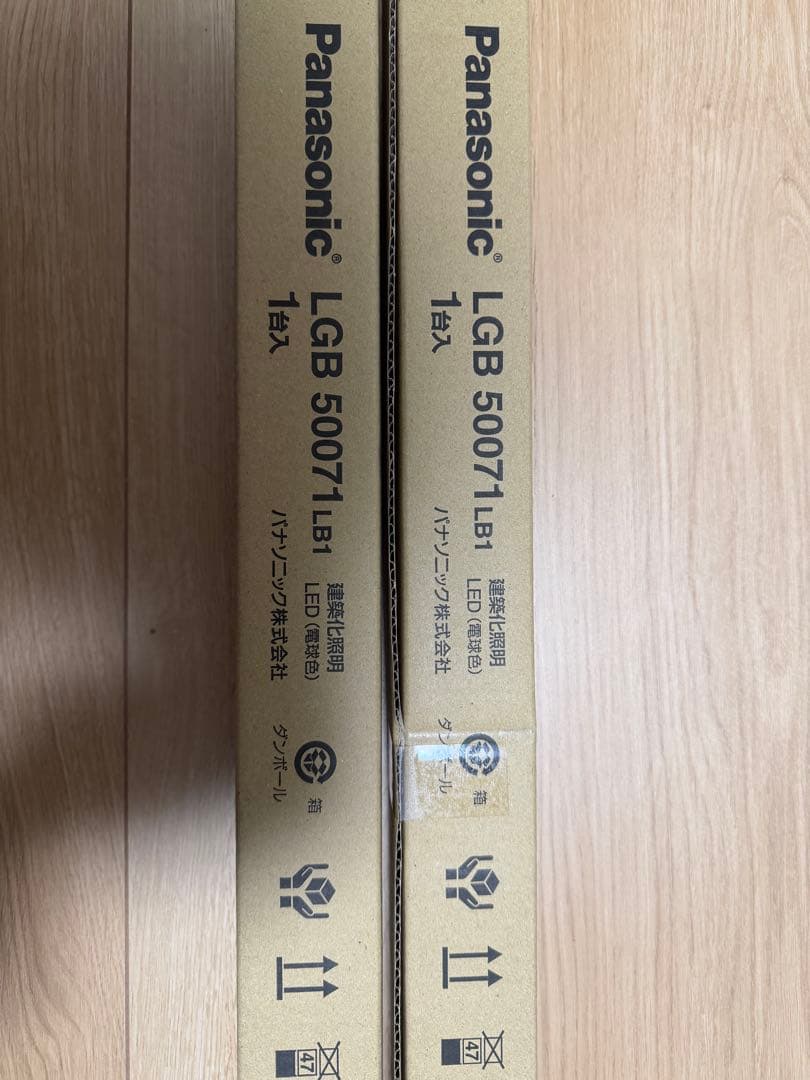 Panasonic®
LGB 50071 LB1
1台入
建築化照明
LED（電球色）
パナソニック株式会社
箱
ダンボール
47
Panasonic®
LGB 50071 LB1
1台入
建築化照明
LED（電球色）
パナソニック株式会社
箱
47